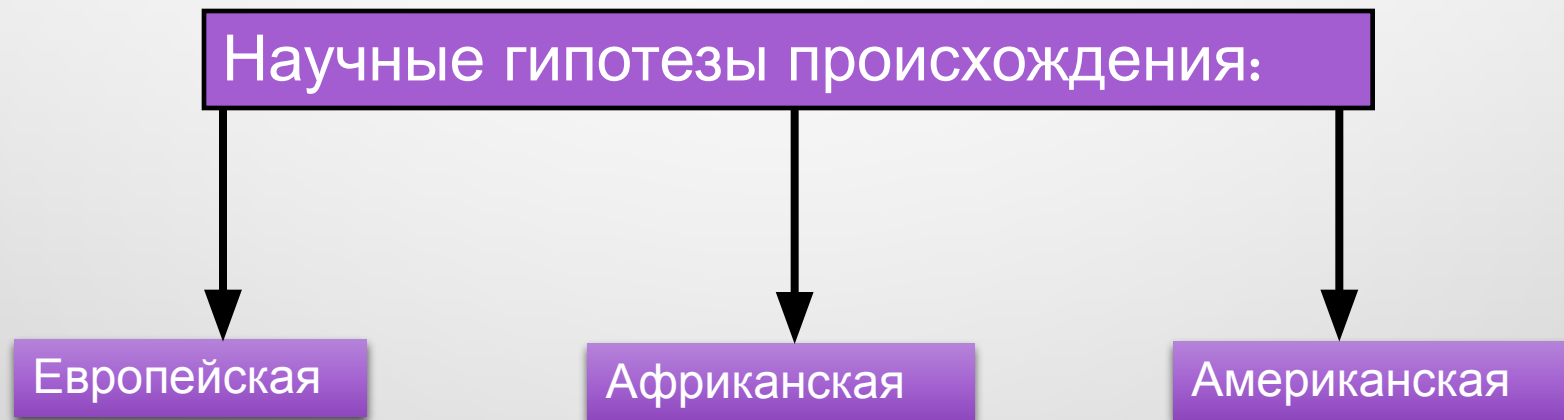 Научные гипотезы происхождения:
Европейская
Африканская
Американская